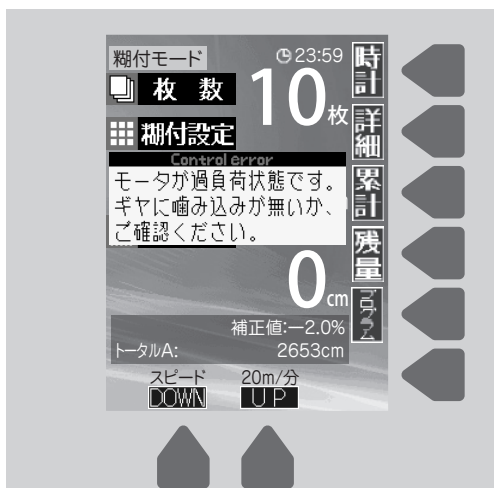 糊付モード
23:59
時計
枚 数
10枚
詳細
糊付設定
Control error
モータが過負荷状態です。
ギヤに噛み込みが無いか、
ご確認ください。
累計
残量
0cm
プログラム
補正値:ー2.0%
トータルA: 2653cm
スピード 20m/分
DOWN UP